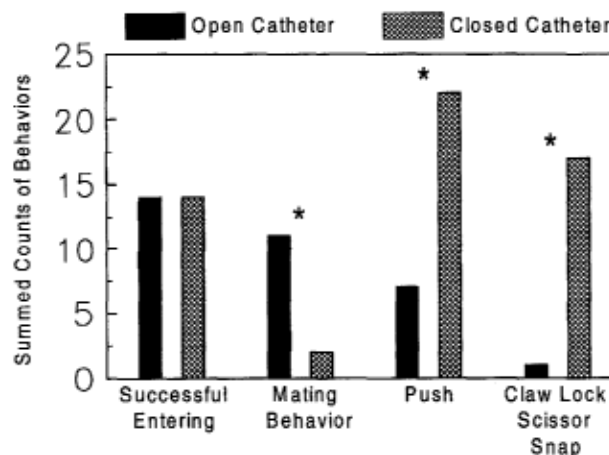 Open Catheter Closed Catheter
Summed Counts of Behaviors
25
20
15
10
5
0
*
*
*
Successful Entering
Mating Behavior
Push
Claw Lock Scissor Snap